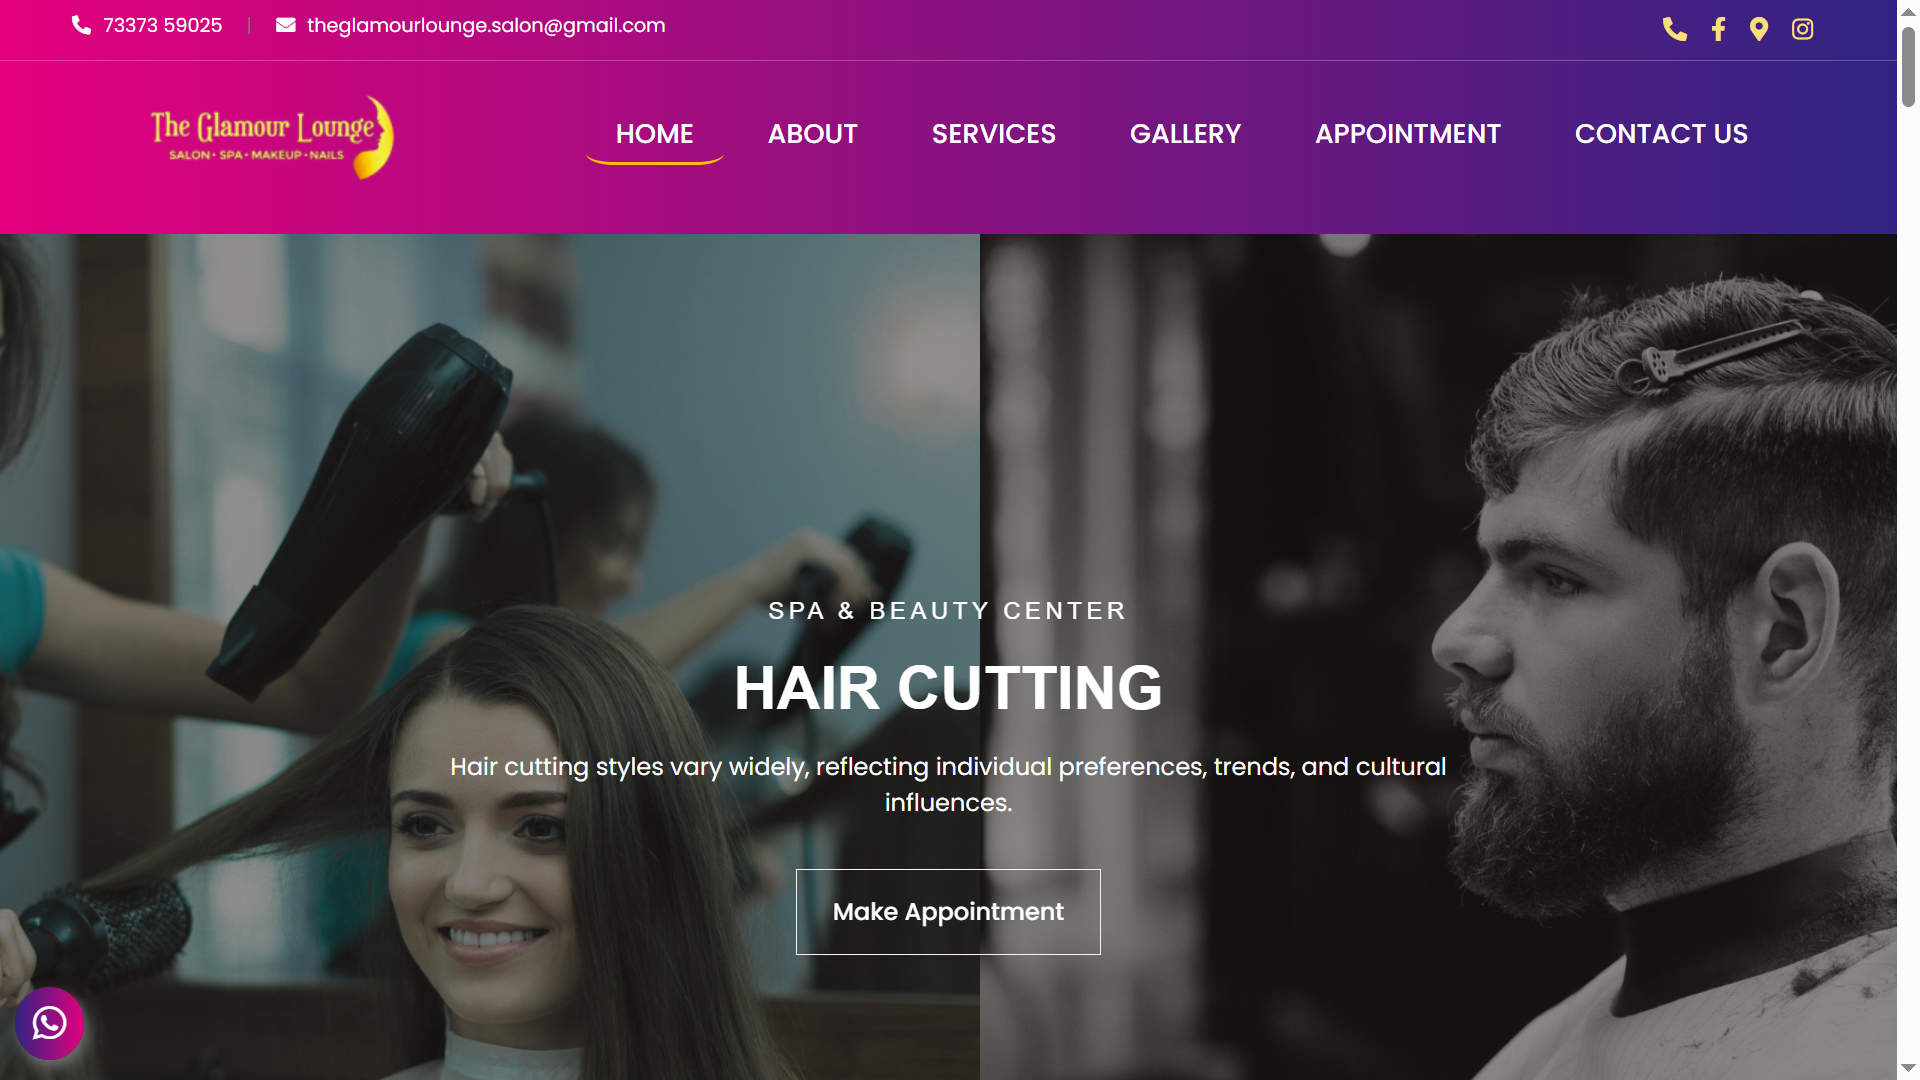 73373 59025 | theglamourlounge.salon@gmail.com
The Glamour Lounge
SALON • SPA • MAKEUP • NAILS
HOME ABOUT SERVICES GALLERY APPOINTMENT CONTACT US
SPA & BEAUTY CENTER
HAIR CUTTING
Hair cutting styles vary widely, reflecting individual preferences, trends, and cultural
influences.
Make Appointment